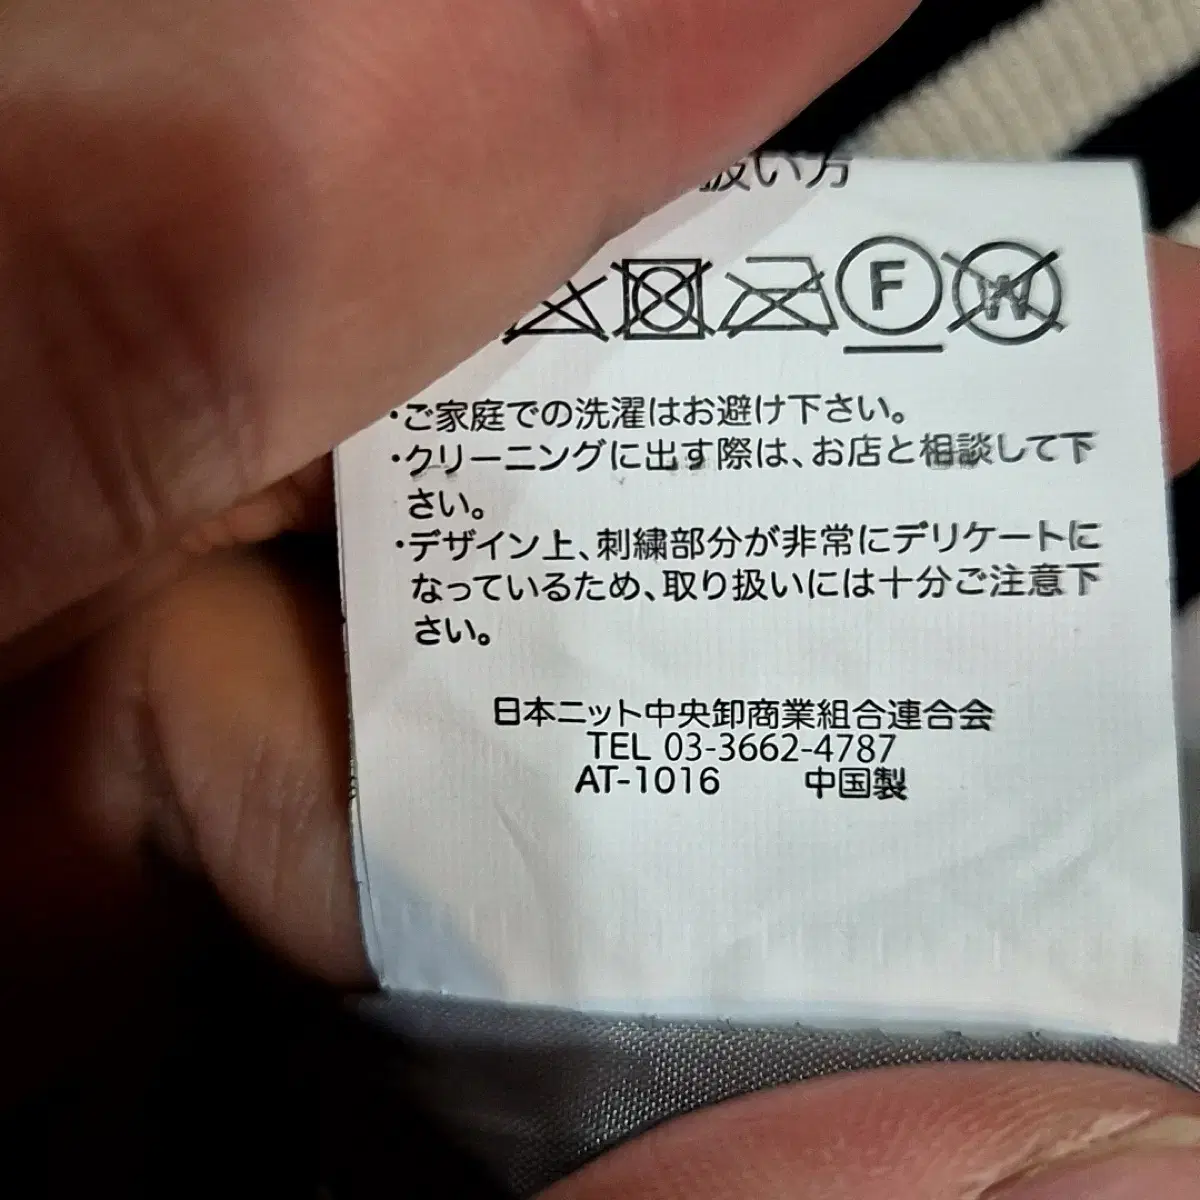 扱い方
F W
・ご家庭での洗濯はお避け下さい。
・クリーニングに出す際は、お店と相談して下
さい。
・デザイン上、刺繍部分が非常にデリケートに
なっているため、取り扱いには十分ご注意下
さい。
日本ニット中央卸商業組合連合会
TEL 03-3662-4787
AT-1016 中国製